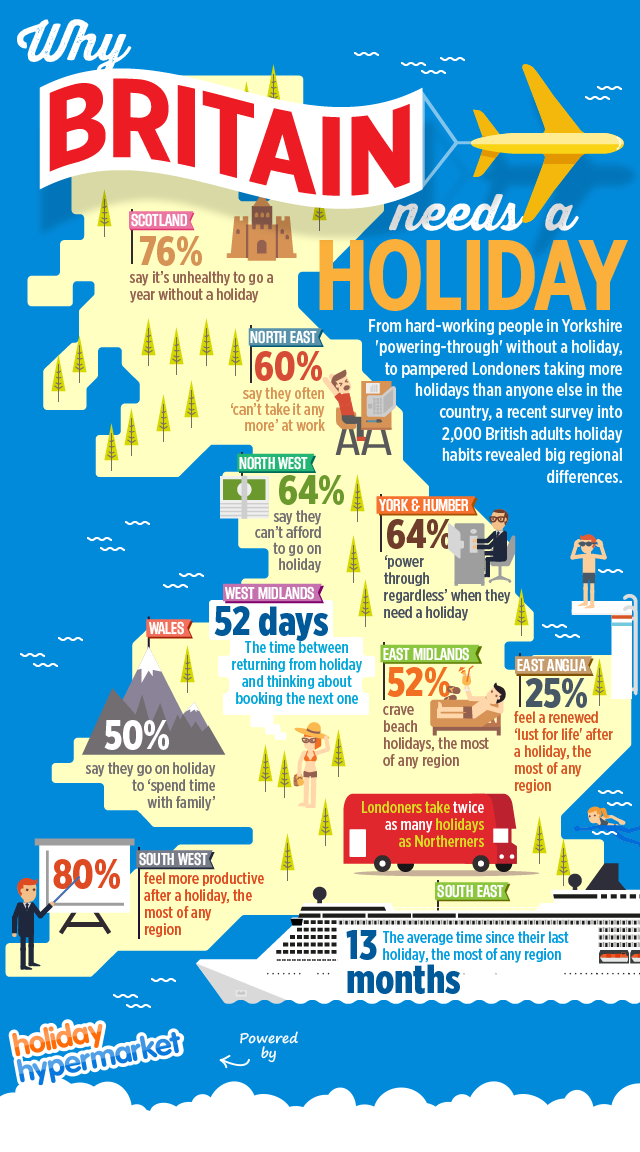 Why
BRITAIN
needs a
HOLIDAY
From hard-working people in Yorkshire
'powering-through' without a holiday,
to pampered Londoners taking more
holidays than anyone else in the
country, a recent survey into
2,000 British adults holiday
habits revealed big regional
differences.
SCOTLAND
76%
say it's unhealthy to go a
year without a holiday
NORTH EAST
60%
say they often
'can't take it any
more' at work
NORTH WEST
64%
say they
can't afford
to go on
holiday
YORK & HUMBER
64%
'power
through
regardless' when they
need a holiday
WEST MIDLANDS
52 days
The time between
returning from holiday
and thinking about
booking the next one
WALES
50%
say they go on holiday
to 'spend time
with family'
EAST MIDLANDS
52%
crave
beach
holidays, the most
of any region
EAST ANGLIA
25%
feel a renewed
'lust for life' after
a holiday, the
most of any
region
Londoners take twice
as many holidays
as Northerners
SOUTH WEST
80%
feel more productive
after a holiday, the
most of any
region
SOUTH EAST
13 months
The average time since their last
holiday, the most of any region
holiday
hypermarket
Powered
by